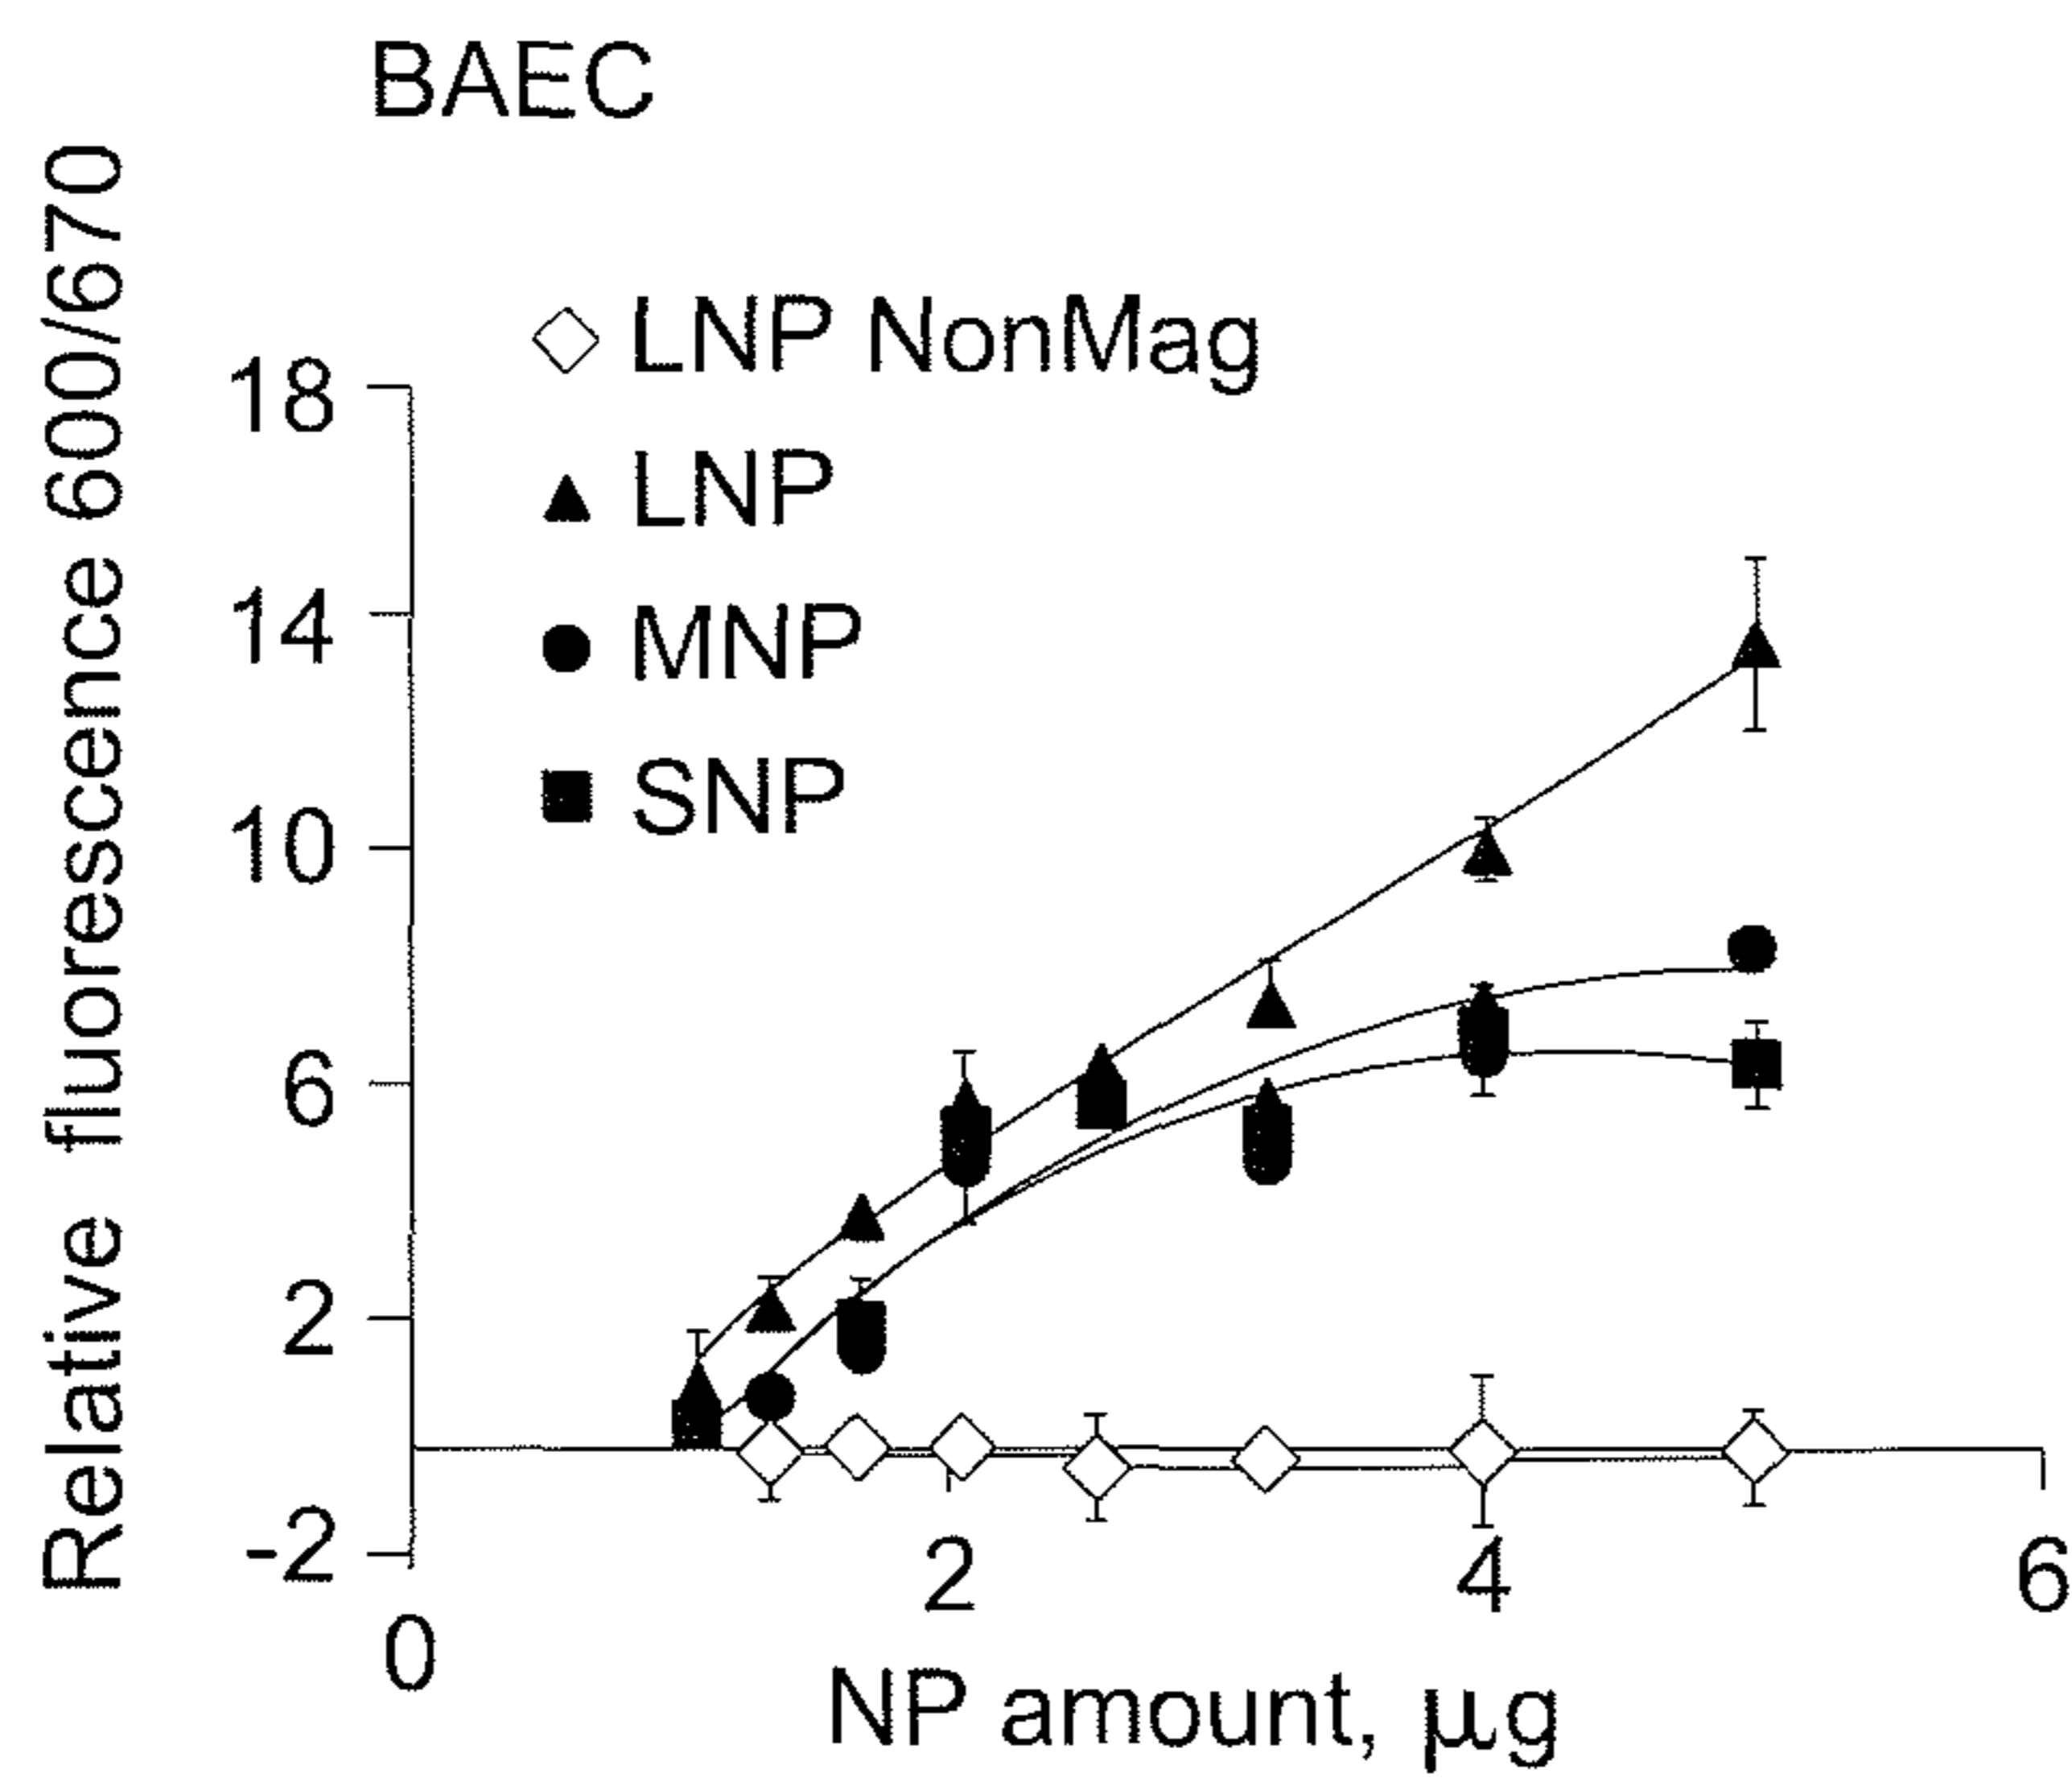 BAEC
Relative fluorescence 600/670
LNP NonMag
LNP
MNP
SNP
18
14
10
6
2
-2
0
2
4
6
NP amount, μg